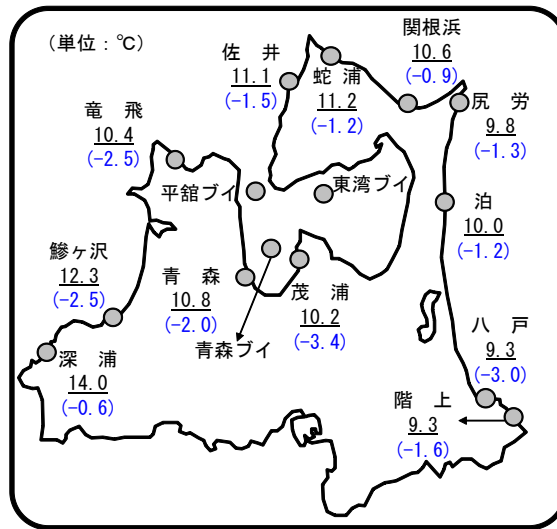 (単位：℃)
佐 井
11.1
(−1.5)
蛇 浦
11.2
(−1.2)
関根浜
10.6
(−0.9)
尻 労
9.8
(−1.3)
竜 飛
10.4
(−2.5)
平舘ブイ
東湾ブイ
泊
10.0
(−1.2)
鰺ヶ沢
12.3
(−2.5)
青 森
10.8
(−2.0)
青森ブイ
茂 浦
10.2
(−3.4)
八 戸
9.3
(−3.0)
深 浦
14.0
(−0.6)
階 上
9.3
(−1.6)